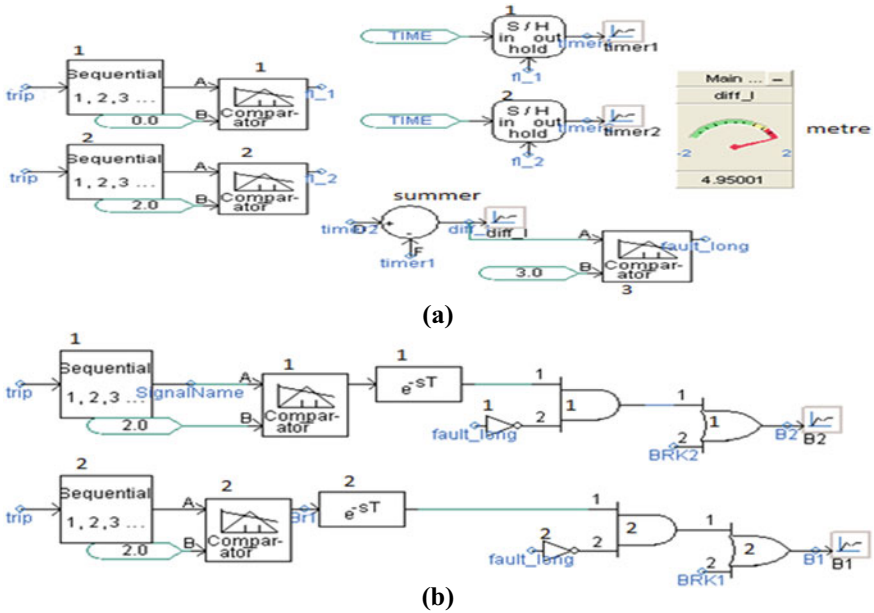 1
Sequential
1, 2, 3 ...
trip
A
1
B
Compar-
ator
fl_1
0.0
2
Sequential
1, 2, 3 ...
trip
A
2
B
Compar-
ator
fl_2
2.0
TIME
1
S / H
in out
hold
timer1
fl_1
TIME
2
S / H
in out
hold
timer2
fl_2
Main ...
diff_l
-2
2
4.95001
metre
summer
timer2
D
+
-
F
timer1
diff_l
A
B
Compar-
ator
3
fault_long
3.0
(a)
1
Sequential
1, 2, 3 ...
trip
SignalName
A
1
B
Compar-
ator
2.0
1
e-sT
1
1
2
1
fault_long
1
1
2
BRK2
B2
B2
2
Sequential
1, 2, 3 ...
trip
A
2
B
Compar-
ator
2.0
Br1
2
e-sT
1
2
2
2
fault_long
1
2
2
BRK1
B1
B1
(b)